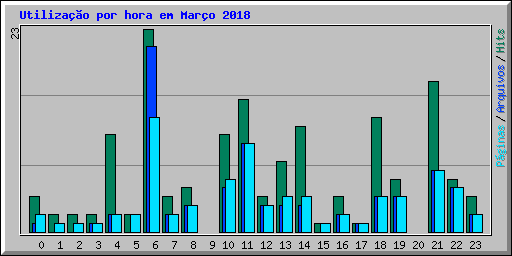 Utilização por hora em Março 2018
23
Páginas / Arquivos / Hits
0 1 2 3 4 5 6 7 8 9 10 11 12 13 14 15 16 17 18 19 20 21 22 23